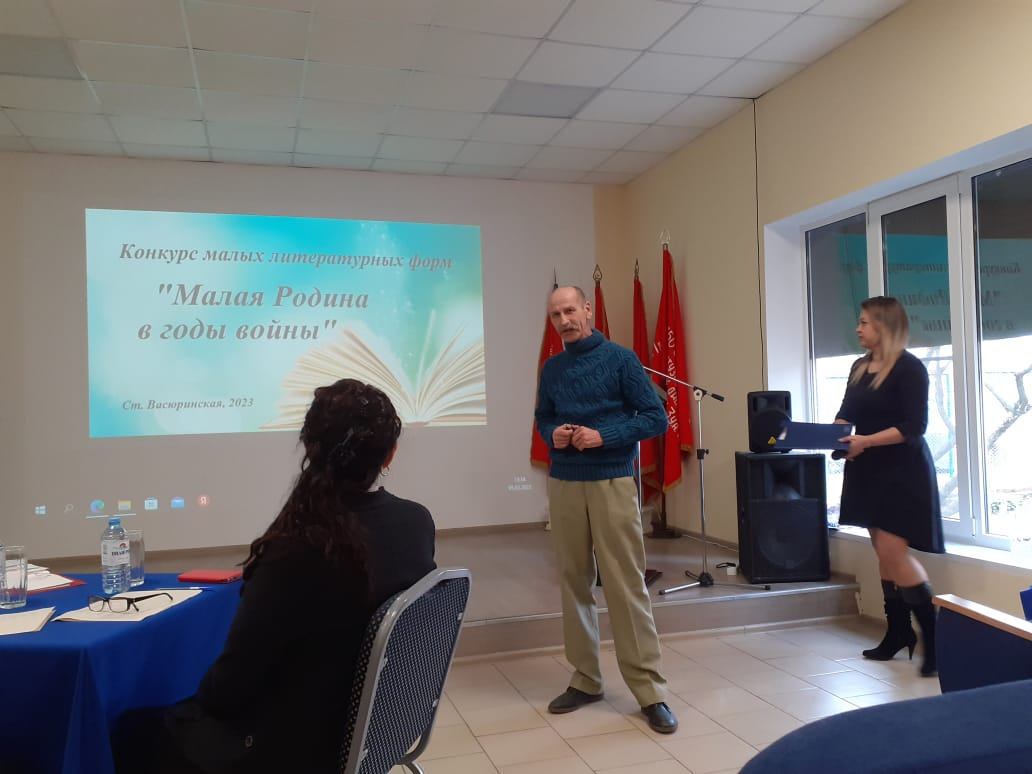 Конкурс малых литературных форм
"Малая Родина
в годы войны"
Ст. Васюринская, 2023
Я